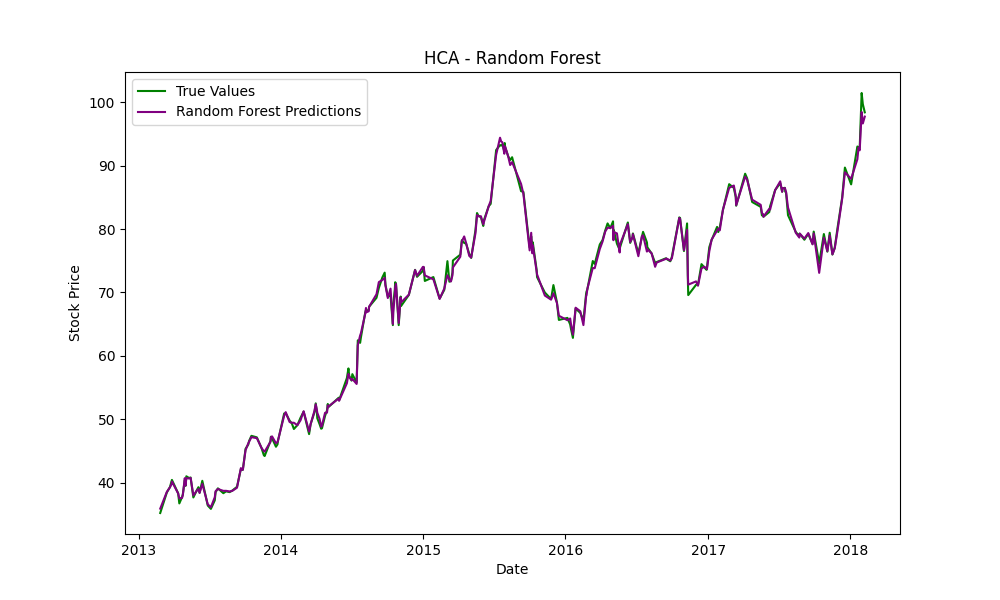 HCA - Random Forest
True Values
Random Forest Predictions
Stock Price
100
90
80
70
60
50
40
2013
2014
2015
2016
2017
2018
Date